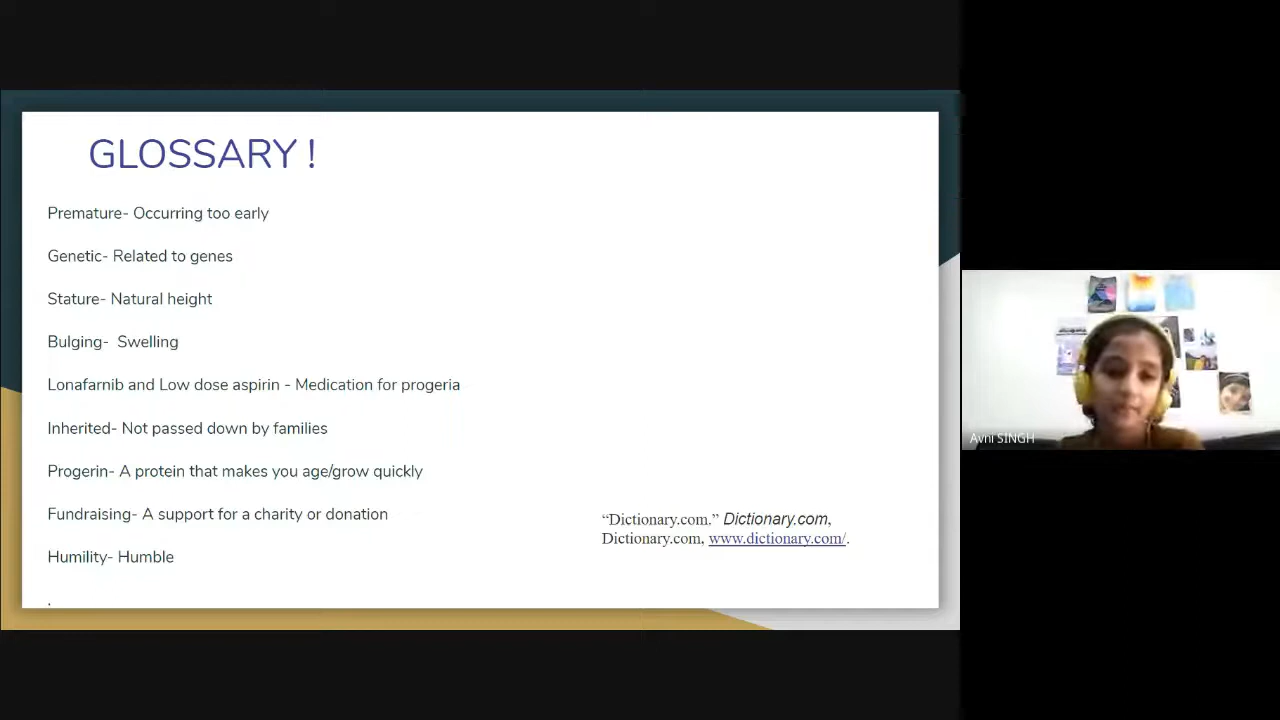 GLOSSARY !
Premature- Occurring too early
Genetic- Related to genes
Stature- Natural height
Bulging-  Swelling
Lonafarnib and Low dose aspirin - Medication for progeria
Inherited- Not passed down by families
Progerin- A protein that makes you age/grow quickly
Fundraising- A support for a charity or donation
Humility- Humble
.
“Dictionary.com.” Dictionary.com,
Dictionary.com, www.dictionary.com/.
Avni SINGH